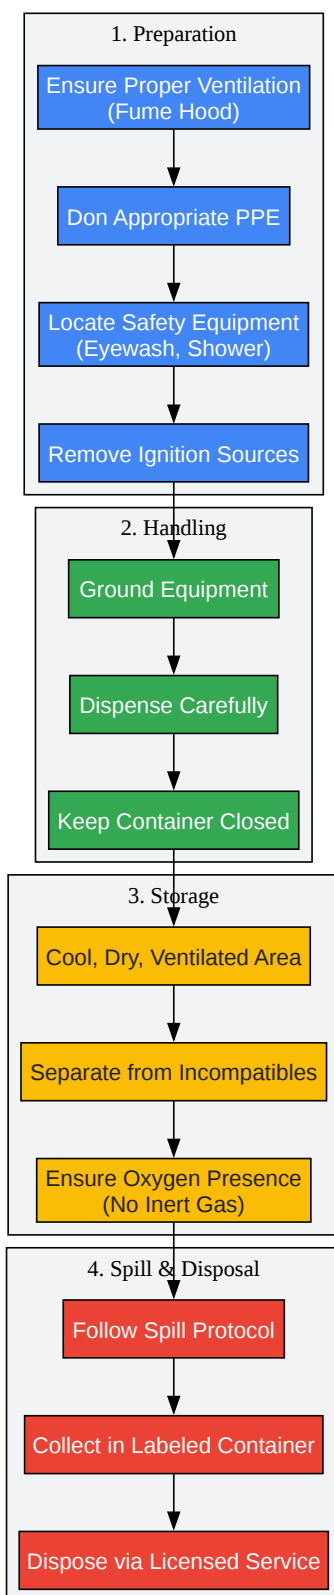 1. Preparation
Ensure Proper Ventilation
(Fume Hood)
Don Appropriate PPE
Locate Safety Equipment
(Eyewash, Shower)
Remove Ignition Sources
2. Handling
Ground Equipment
Dispense Carefully
Keep Container Closed
3. Storage
Cool, Dry, Ventilated Area
Separate from Incompatibles
Ensure Oxygen Presence
(No Inert Gas)
4. Spill & Disposal
Follow Spill Protocol
Collect in Labeled Container
Dispose via Licensed Service